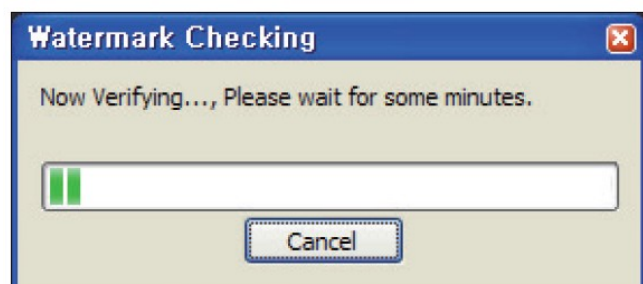 Watermark Checking
Now Verifying..., Please wait for some minutes.
Cancel